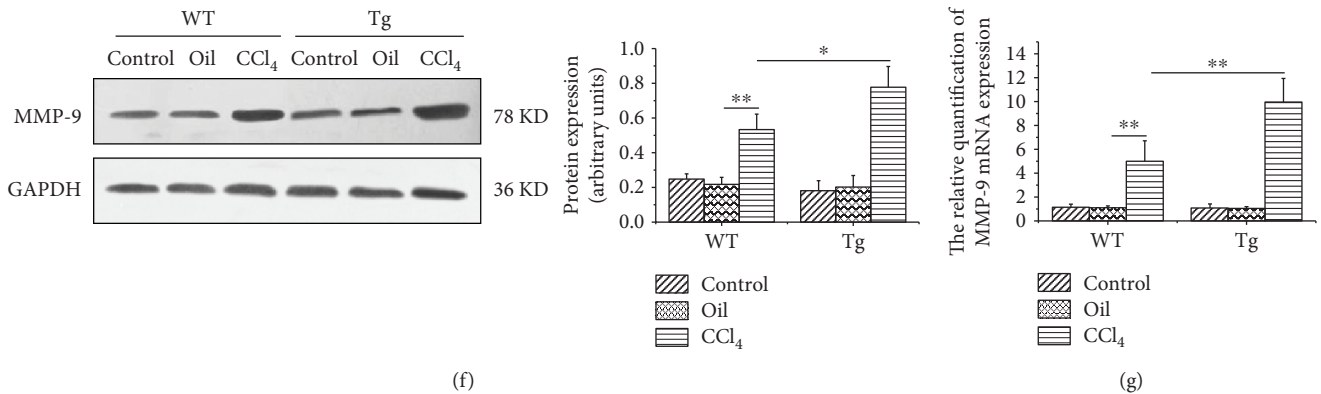 WT Tg
Control Oil CCl4 Control Oil CCl4
MMP-9 78 KD
GAPDH 36 KD
(f)
Protein expression
(arbitrary units)
1.0
0.8
0.6
0.4
0.2
0.0
**
*
WT Tg
Control
Oil
CCl4
The relative quantification of
MMP-9 mRNA expression
14
12
10
8
6
4
2
0
**
**
WT Tg
Control
Oil
CCl4
(g)